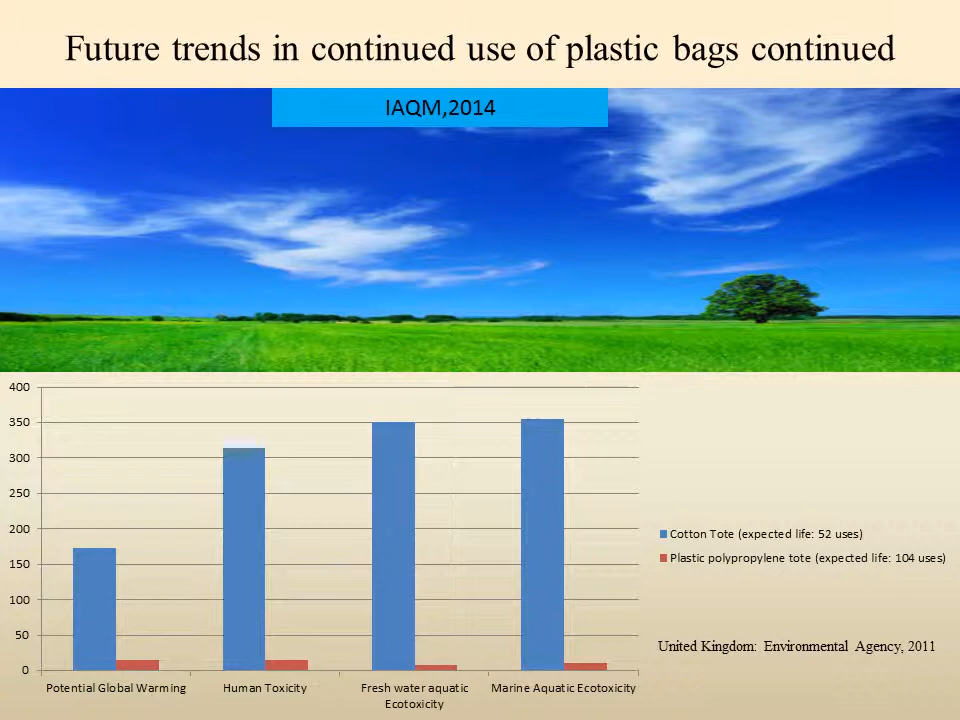 Future trends in continued use of plastic bags continued
IAQM,2014
400
350
300
250
200
150
100
50
0
Potential Global Warming
Human Toxicity
Fresh water aquatic
Ecotoxicity
Marine Aquatic Ecotoxicity
Cotton Tote (expected life: 52 uses)
Plastic polypropylene tote (expected life: 104 uses)
United Kingdom: Environmental Agency, 2011